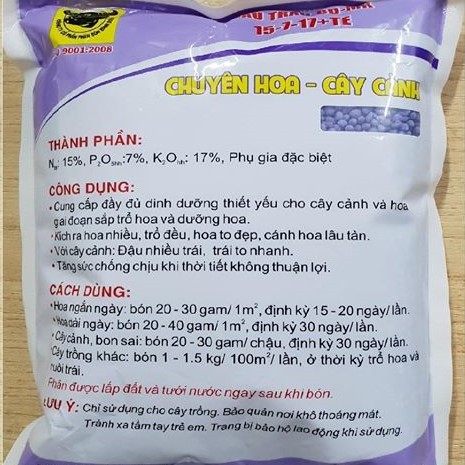 9001-2008
ĐẦU TRÂU
15-7-17+TE
CHUYÊN HOA - CÂY CẢNH
THÀNH PHẦN:
Nts: 15%, P2O5hh:7%, K2Ohh: 17%, Phụ gia đặc biệt
CÔNG DỤNG:
• Cung cấp đầy đủ dinh dưỡng thiết yếu cho cây cảnh và hoa
giai đoạn sắp trổ hoa và dưỡng hoa.
• Kích ra hoa nhiều, trổ đều, hoa to đẹp, cánh hoa lâu tàn.
• Với cây cảnh: Đậu nhiều trái, trái to nhanh.
• Tăng sức chống chịu khi thời tiết không thuận lợi.
CÁCH DÙNG:
• Hoa ngắn ngày: bón 20 - 30 gam/ 1m², định kỳ 15 - 20 ngày/ lần.
• Hoa dài ngày: bón 20 - 40 gam/ 1m², định kỳ 30 ngày/ lần.
• Cây cảnh, bon sai: bón 20 - 30 gam/ chậu, định kỳ 30 ngày/ lần.
Cây trồng khác: bón 1 - 1.5 kg/ 100m²/ lần, ở thời kỳ trổ hoa và
nuôi trái.
Phân được lấp đất và tưới nước ngay sau khi bón.
LƯU Ý: Chỉ sử dụng cho cây trồng. Bảo quản nơi khô thoáng mát.
Tránh xa tầm tay trẻ em. Trang bị bảo hộ lao động khi sử dụng.